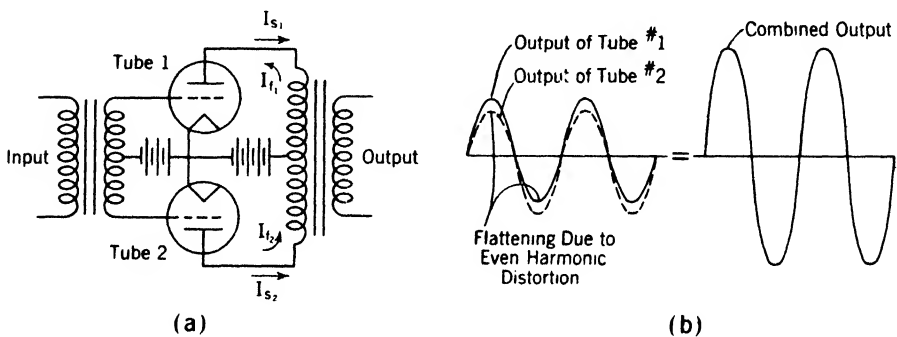 Input
Tube 1
Tube 2
Is₁
If₁
If₂
Is₂
Output
(a)
Output of Tube #1
Output of Tube #2
Flattening Due to
Even Harmonic
Distortion
=
Combined Output
(b)